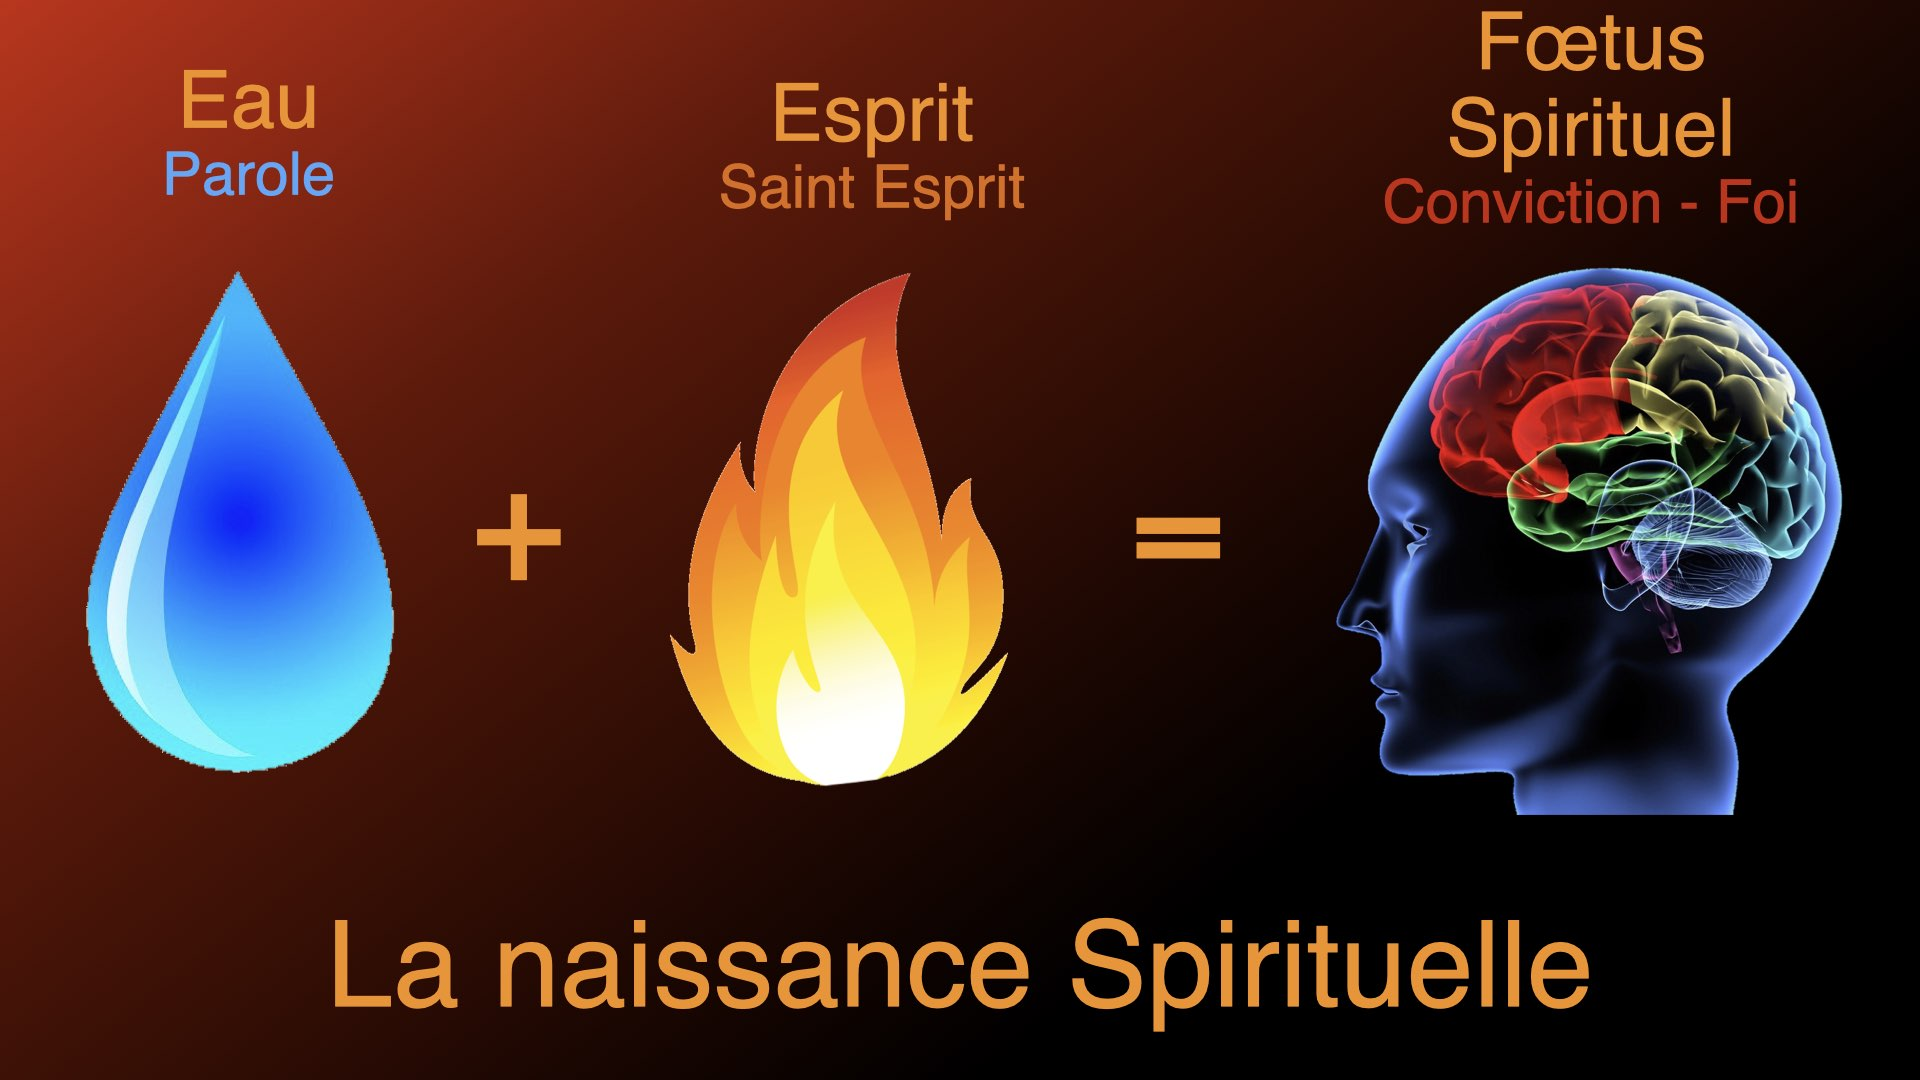 Eau
Parole
+
Esprit
Saint Esprit
=
Fœtus
Spirituel
Conviction - Foi
La naissance Spirituelle